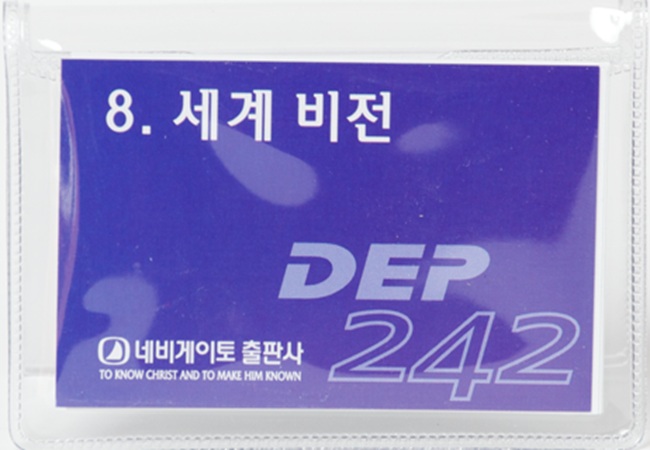 8. 세계 비전
DEP
242
네비게이토 출판사
TO KNOW CHRIST AND TO MAKE HIM KNOWN